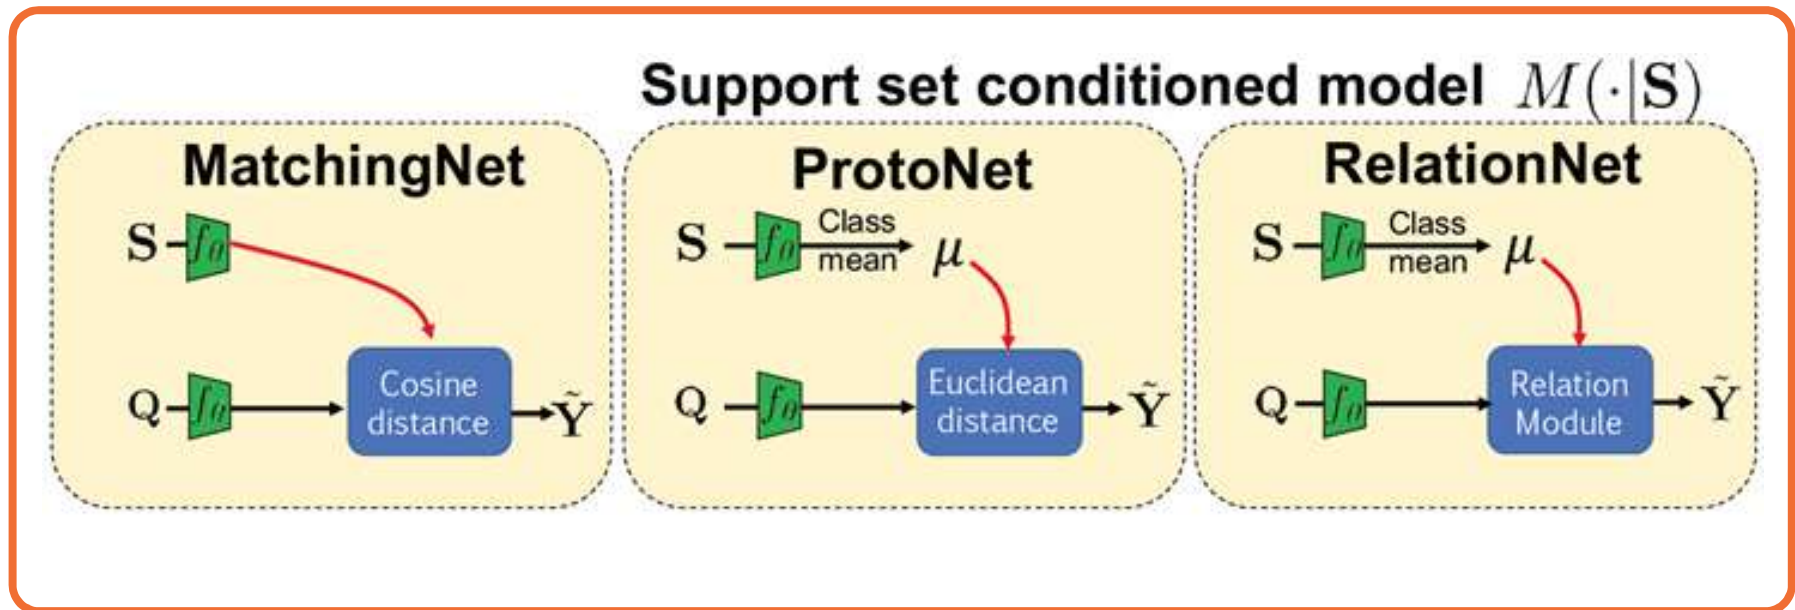 Support set conditioned model M(·|S)
MatchingNet
S fθ
Q fθ
Cosine
distance
Ỹ
ProtoNet
S fθ Class
mean μ
Q fθ
Euclidean
distance
Ỹ
RelationNet
S fθ Class
mean μ
Q fθ
Relation
Module
Ỹ